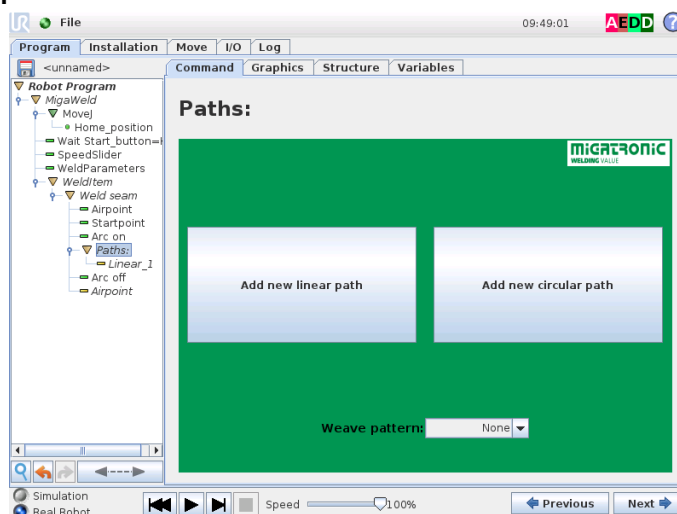 File
09:49:01
AEDD
?
Program Installation Move I/O Log
<unnamed>
Command Graphics Structure Variables
Robot Program
MigaWeld
MoveJ
Home_position
Wait Start_button=
SpeedSlider
WeldParameters
WeldItem
Weld seam
Airpoint
Startpoint
Arc on
Paths:
Linear_1
Arc off
Airpoint
Paths:
MIGATRONIC
WELDING VALUE
Add new linear path
Add new circular path
Weave pattern: None
Simulation
Real Robot
Speed 100%
Previous
Next